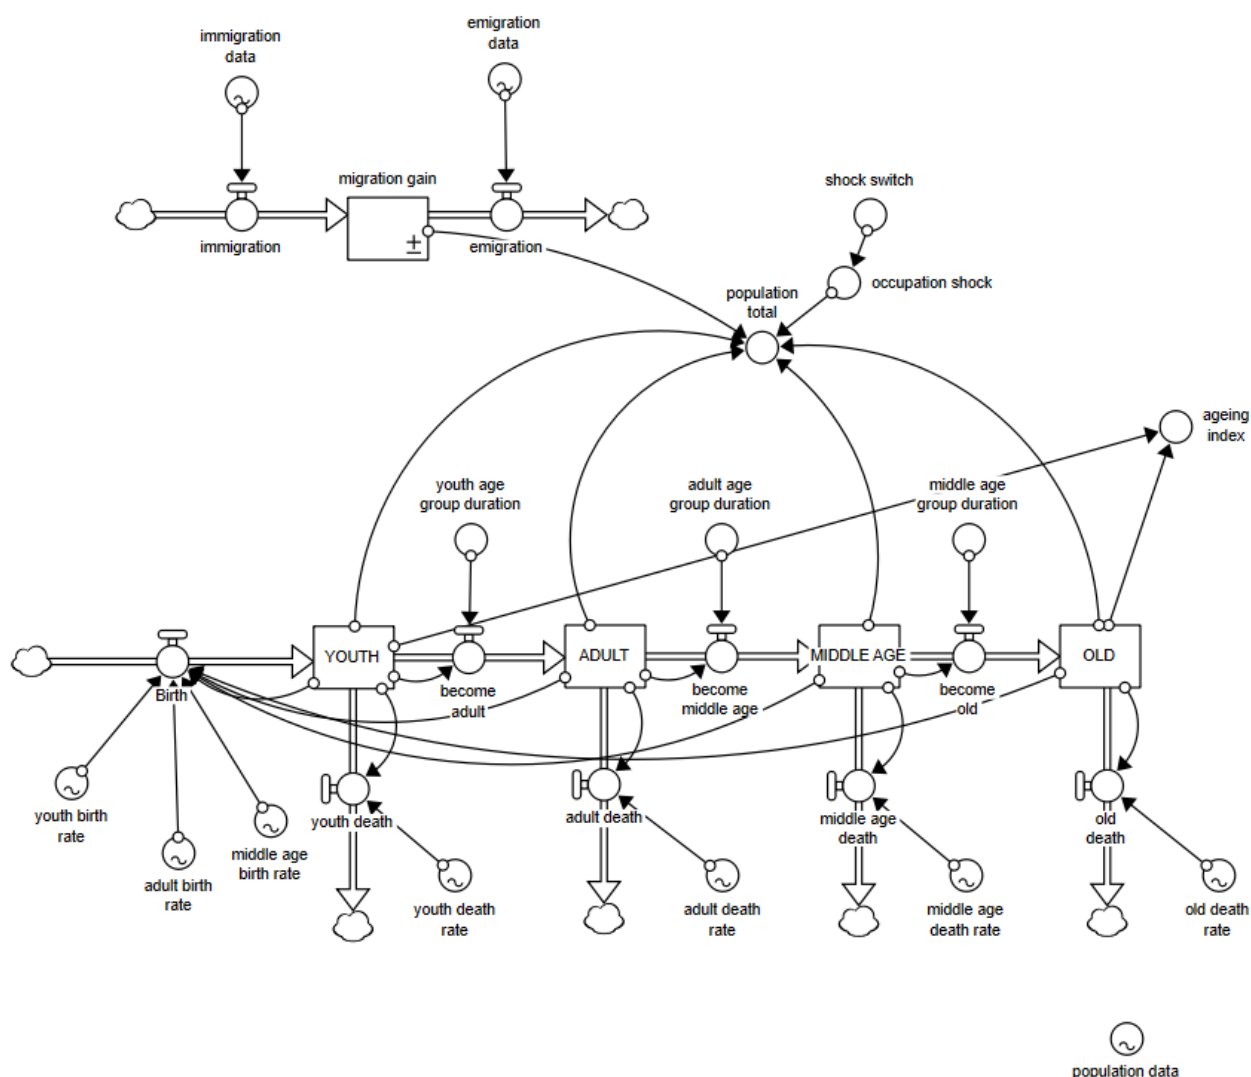 immigration
data
emigration
data
migration gain
immigration
emigration
shock switch
occupation shock
population
total
ageing
index
youth age
group duration
adult age
group duration
middle age
group duration
YOUTH
ADULT
MIDDLE AGE
OLD
Birth
become
adult
become
middle age
become
old
youth birth
rate
adult birth
rate
middle age
birth rate
youth death
adult death
middle age
death
old
death
youth death
rate
adult death
rate
middle age
death rate
old death
rate
population data